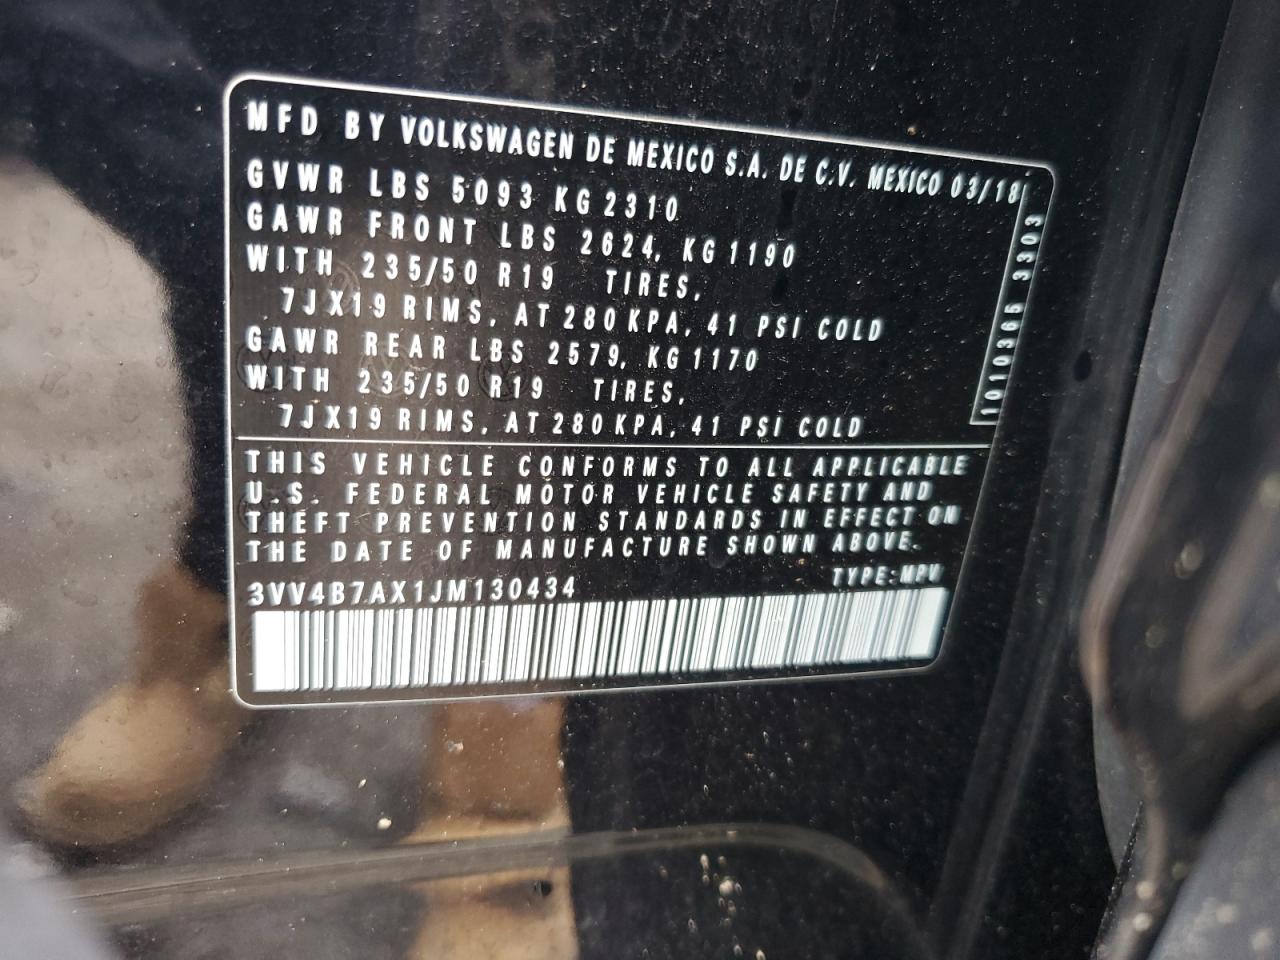 MFD BY VOLKSWAGEN DE MEXICO S.A. DE C.V. MEXICO 03/18
GVWR LBS 5093 KG 2310
GAWR FRONT LBS 2624, KG 1190
WITH 235/50 R19 TIRES,
7JX19 RIMS, AT 280 KPA, 41 PSI COLD
GAWR REAR LBS 2579, KG 1170
WITH 235/50 R19 TIRES,
7JX19 RIMS, AT 280 KPA, 41 PSI COLD
1010365 3303
THIS VEHICLE CONFORMS TO ALL APPLICABLE
U.S. FEDERAL MOTOR VEHICLE SAFETY AND
THEFT PREVENTION STANDARDS IN EFFECT ON
THE DATE OF MANUFACTURE SHOWN ABOVE.
3VV4B7AX1JM130434 TYPE:MPV